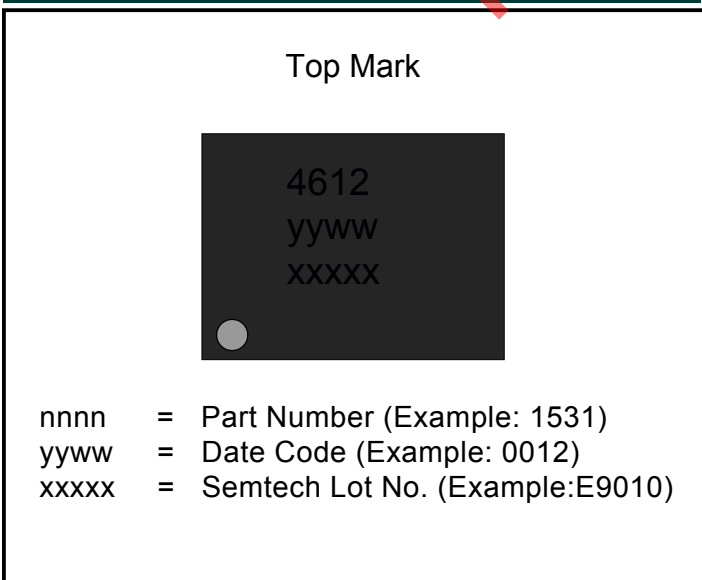 Top Mark
4612
yyww
xxxxx
nnnn = Part Number (Example: 1531)
yyww = Date Code (Example: 0012)
xxxxx = Semtech Lot No. (Example:E9010)